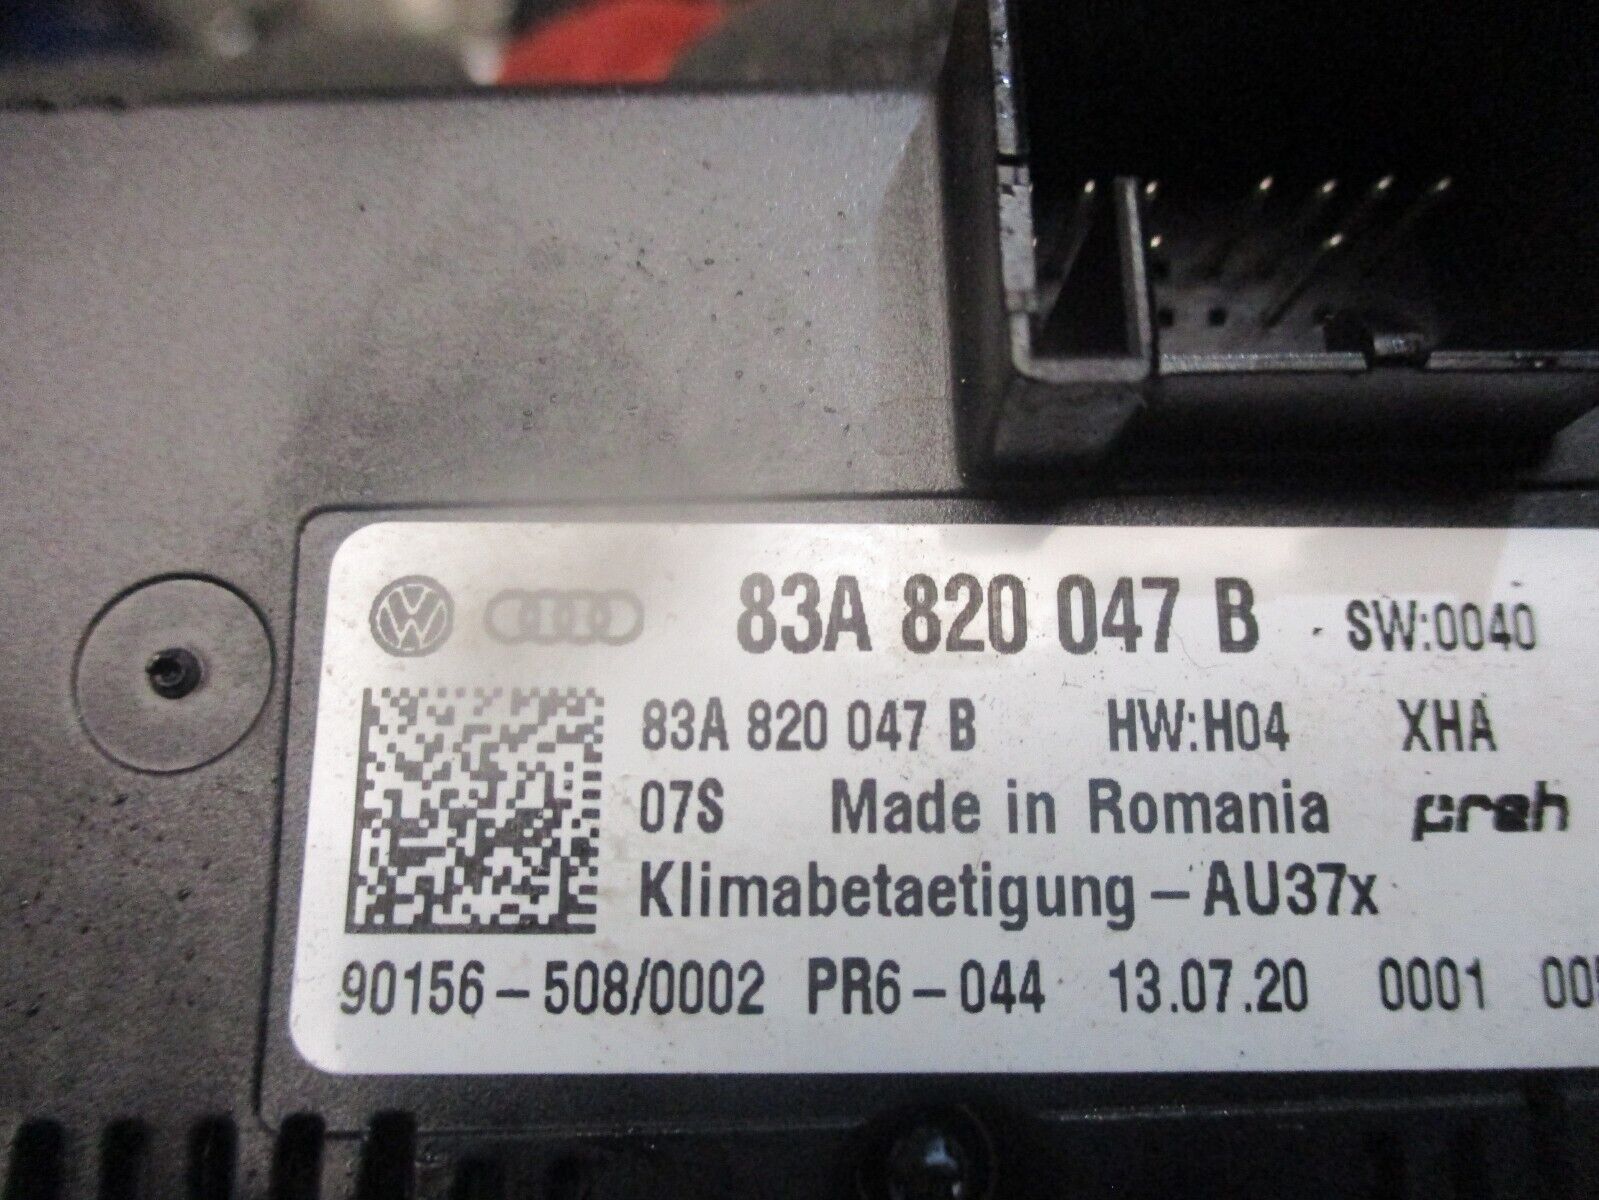 83A 820 047 B SW:0040
83A 820 047 B HW:H04 XHA
07S Made in Romania preh
Klimabetaetigung - AU37x
90156 - 508/0002 PR6 - 044 13.07.20 0001